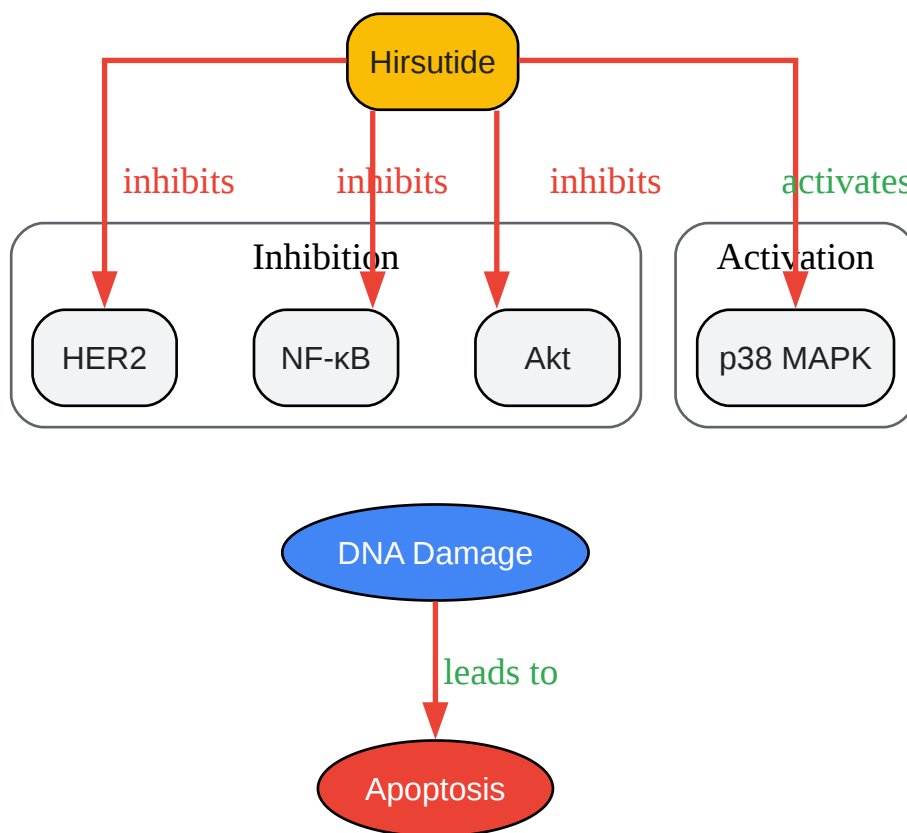 Hirsutide
inhibits
inhibits
inhibits
activates
Inhibition
Activation
HER2
NF-κB
Akt
p38 MAPK
DNA Damage
leads to
Apoptosis